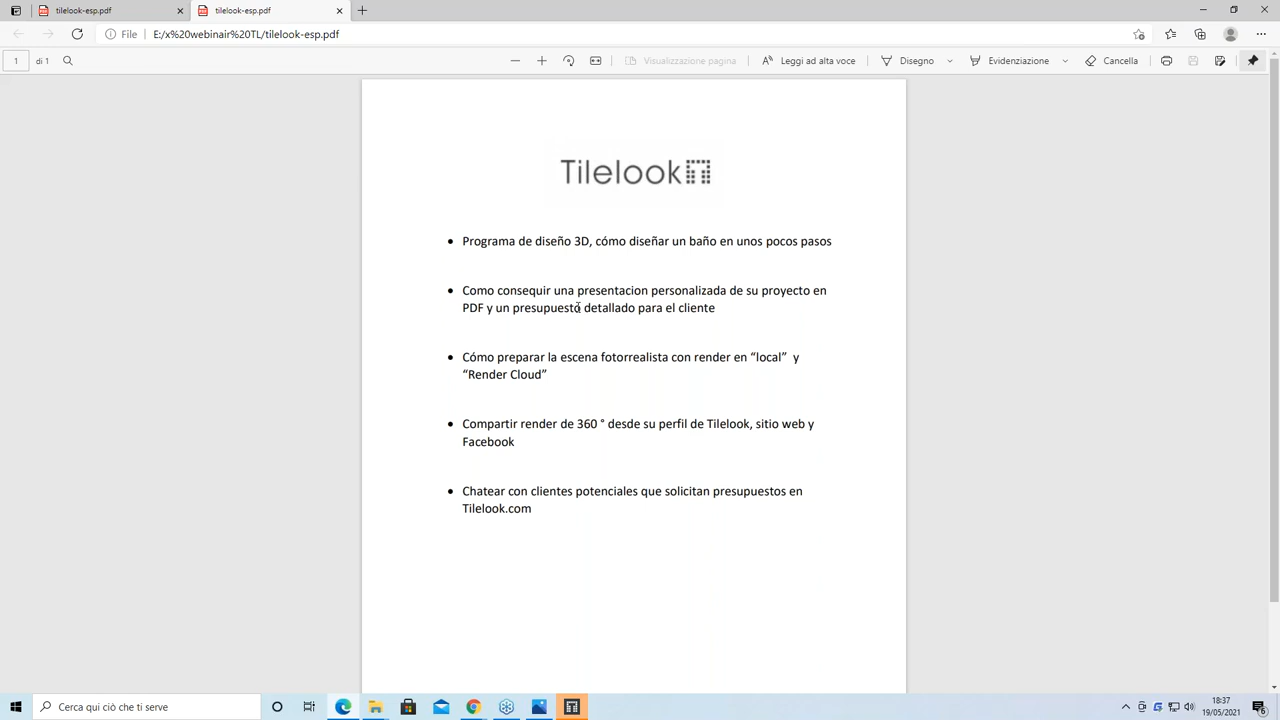 tilelook-esp.pdf
tilelook-esp.pdf
File E:/x%20webinair%20TL/tilelook-esp.pdf
1 di 1
Visualizzazione pagina
Leggi ad alta voce
Disegno
Evidenziazione
Cancella
Tilelook
• Programa de diseño 3D, cómo diseñar un baño en unos pocos pasos
• Como consequir una presentacion personalizada de su proyecto en
PDF y un presupuesto detallado para el cliente
• Cómo preparar la escena fotorrealista con render en “local” y
“Render Cloud”
• Compartir render de 360 ° desde su perfil de Tilelook, sitio web y
Facebook
• Chatear con clientes potenciales que solicitan presupuestos en
Tilelook.com
Cerca qui ciò che ti serve
18:37
19/05/2021